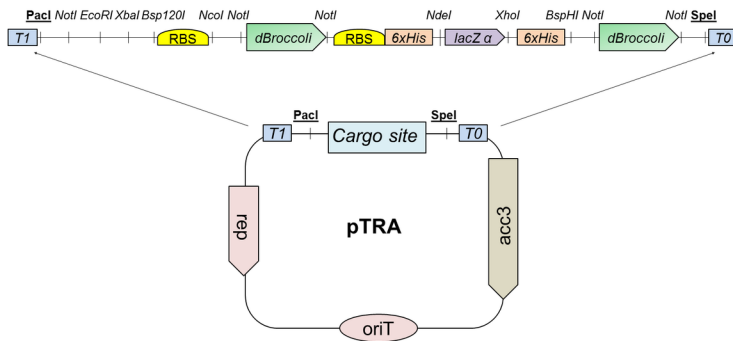 PacI NotI EcoRI XbaI Bsp120I NcoI NotI NotI NdeI XhoI BspHI NotI NotI SpeI
T1 RBS dBroccoli RBS 6xHis lacZ α 6xHis dBroccoli T0
PacI SpeI
T1 Cargo site T0
rep pTRA acc3
oriT